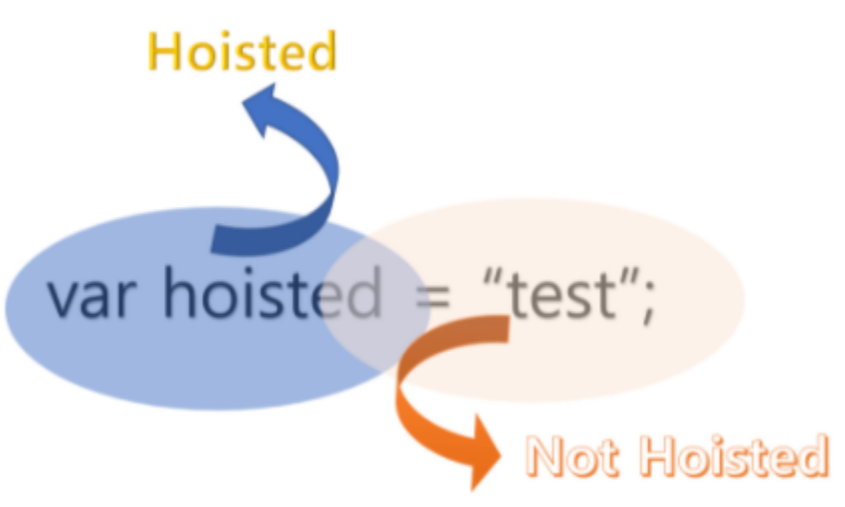 Hoisted
var hoisted = “test”;
Not Hoisted